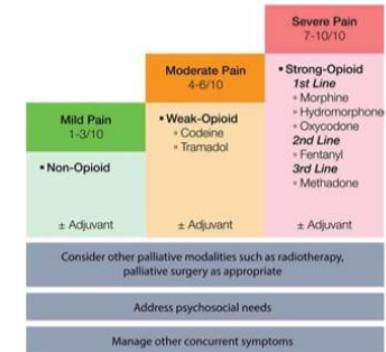 Severe Pain
7-10/10
Moderate Pain
4-6/10
Mild Pain
1-3/10
• Strong-Opioid
1st Line
• Morphine
• Hydromorphone
• Oxycodone
2nd Line
• Fentanyl
3rd Line
• Methadone
± Adjuvant
• Weak-Opioid
• Codeine
• Tramadol
± Adjuvant
• Non-Opioid
± Adjuvant
Consider other palliative modalities such as radiotherapy,
palliative surgery as appropriate
Address psychosocial needs
Manage other concurrent symptoms